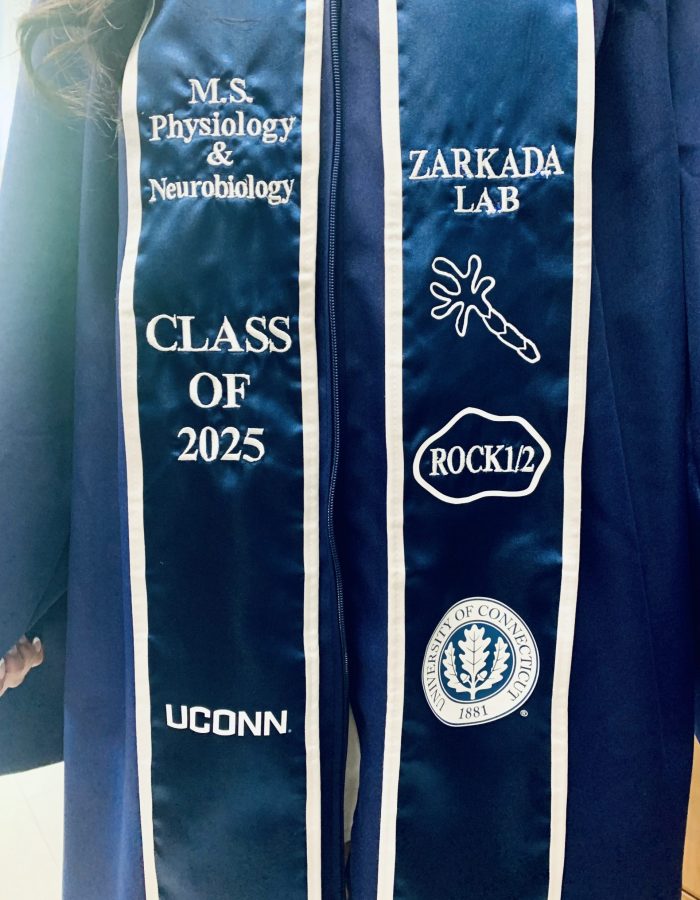 M.S.
Physiology
&
Neurobiology
CLASS
OF
2025
UCONN
ZARKADA
LAB
ROCK1/2
UNIVERSITY OF CONNECTICUT
1881
®